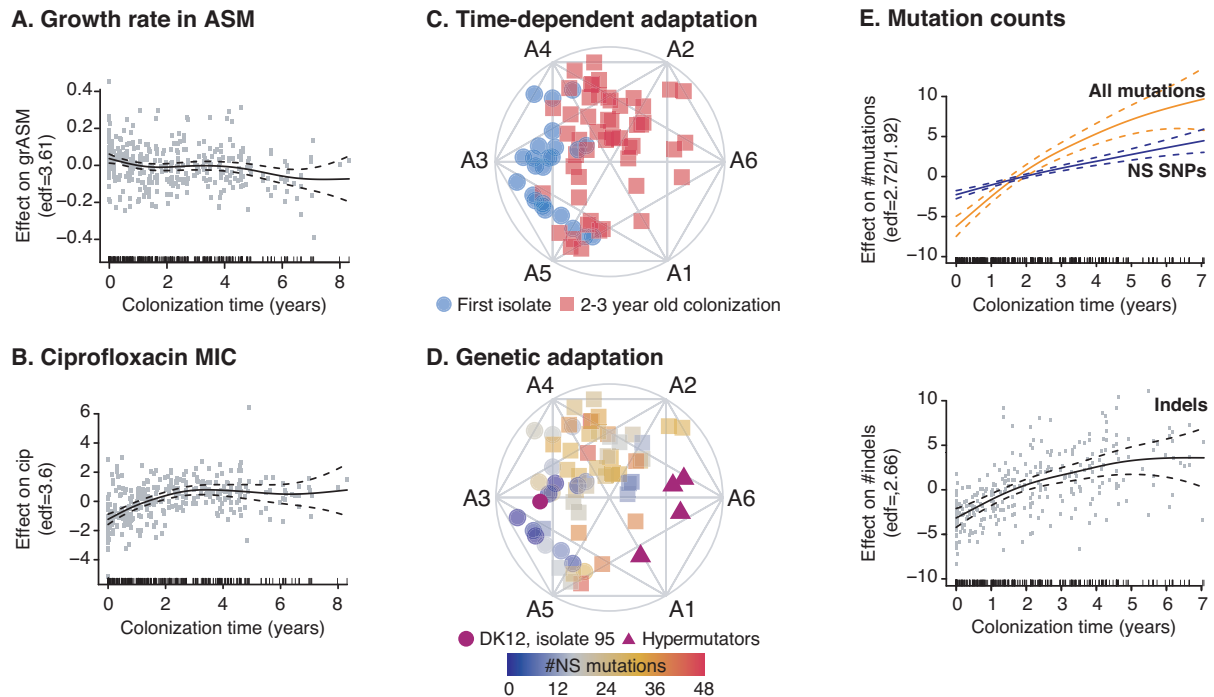 A. Growth rate in ASM
Effect on grASM
(edf=3.61)
0.4
0.2
0.0
−0.2
−0.4
0 2 4 6 8
Colonization time (years)
B. Ciprofloxacin MIC
Effect on cip
(edf=3.6)
6
4
2
0
−2
−4
0 2 4 6 8
Colonization time (years)
C. Time-dependent adaptation
A4 A2
A3 A6
A5 A1
First isolate 2-3 year old colonization
D. Genetic adaptation
A4 A2
A3 A6
A5 A1
DK12, isolate 95 Hypermutators
#NS mutations
0 12 24 36 48
E. Mutation counts
All mutations
NS SNPs
Effect on #mutations
(edf=2.72/1.92)
10
5
0
−5
−10
0 1 2 3 4 5 6 7
Colonization time (years)
Indels
Effect on #indels
(edf=,2.66)
10
5
0
−5
−10
0 1 2 3 4 5 6 7
Colonization time (years)